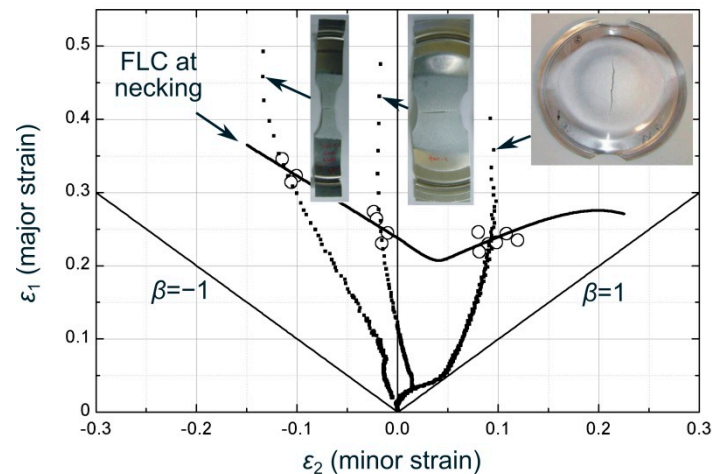 0.5
0.4
0.3
0.2
0.1
0
ε₁ (major strain)
FLC at
necking
β=−1
β=1
-0.3 -0.2 -0.1 0.0 0.1 0.2 0.3
ε₂ (minor strain)